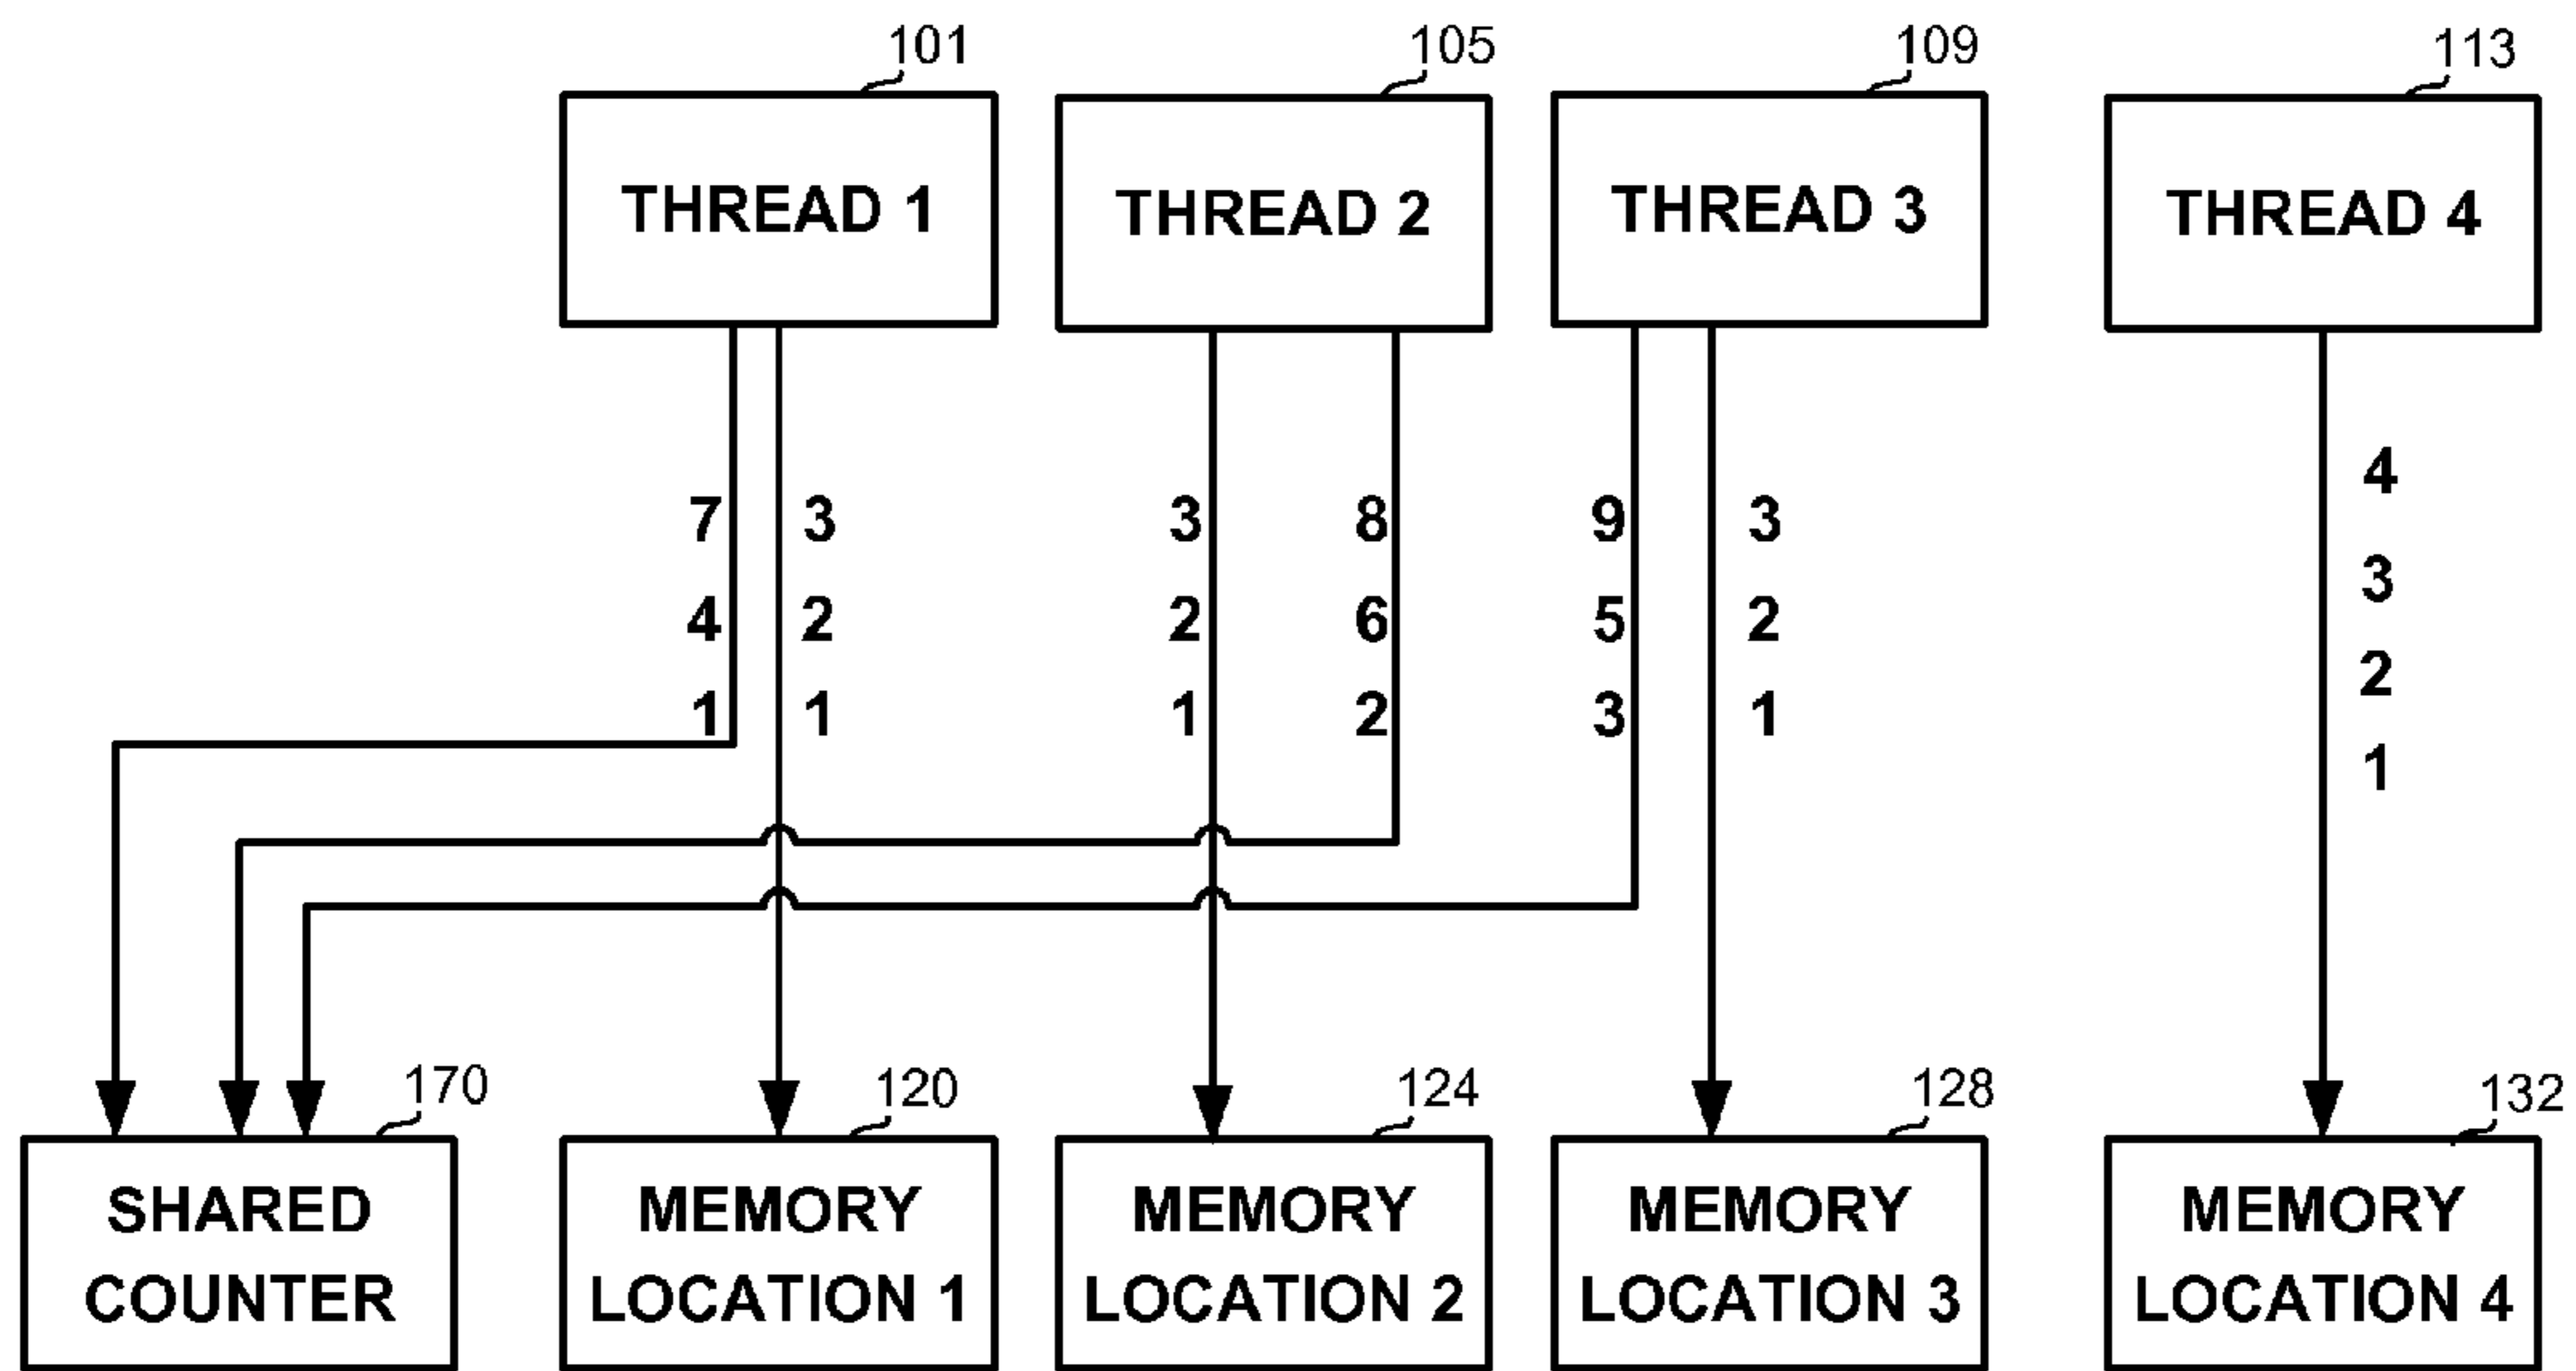 101 105 109 113
THREAD 1 THREAD 2 THREAD 3 THREAD 4
4
7 3 3 8 9 3
3
4 2 2 6 5 2
2
1 1 1 2 3 1
1
170 120 124 128 132
SHARED MEMORY MEMORY MEMORY MEMORY
COUNTER LOCATION 1 LOCATION 2 LOCATION 3 LOCATION 4